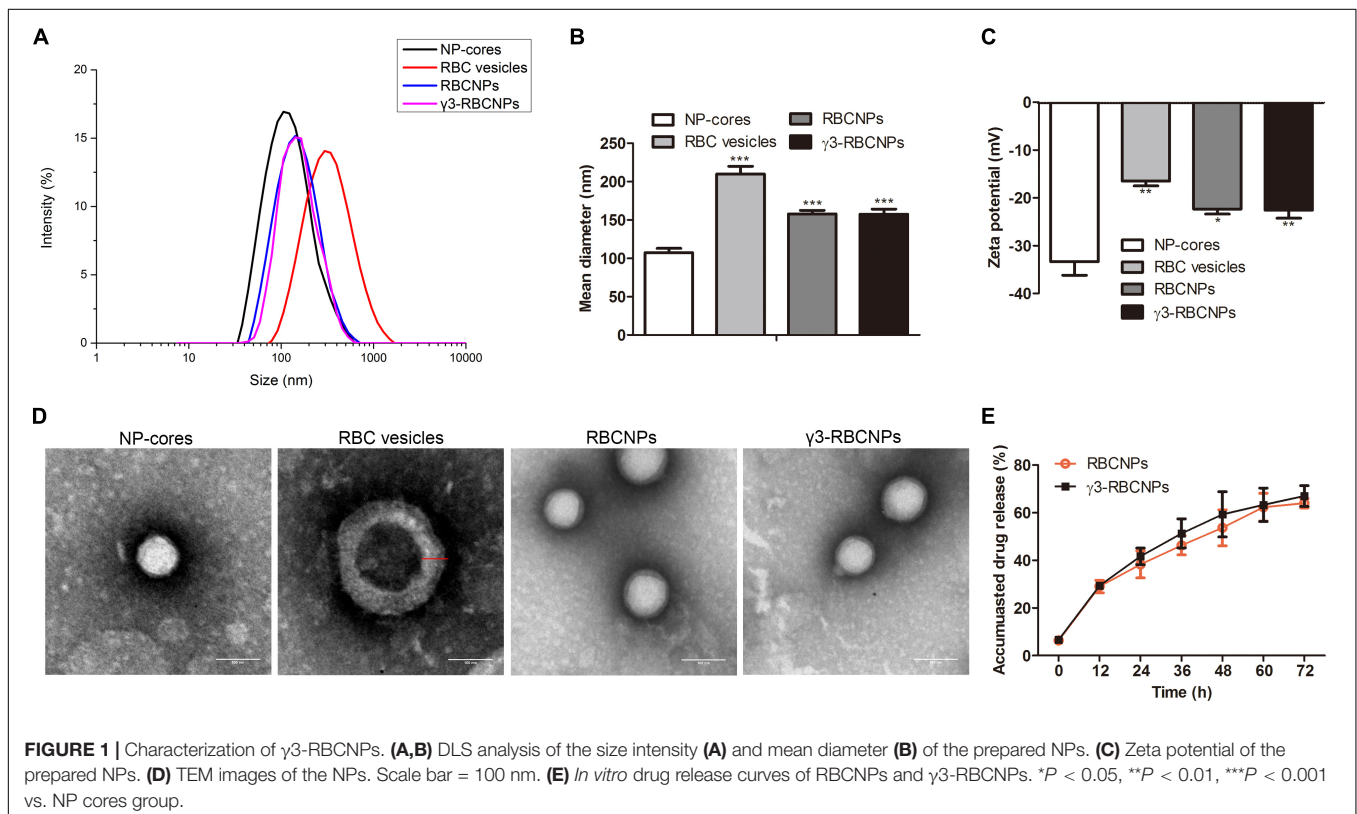 A
NP-cores
RBC vesicles
RBCNPs
γ3-RBCNPs
20
15
10
5
0
Intensity (%)
1
10
100
1000
10000
Size (nm)
B
NP-cores
RBC vesicles
RBCNPs
γ3-RBCNPs
250
200
150
100
50
0
Mean diameter (nm)
***
***
***
C
0
-10
-20
-30
-40
Zeta potential (mV)
**
*
**
NP-cores
RBC vesicles
RBCNPs
γ3-RBCNPs
D
NP-cores
RBC vesicles
RBCNPs
γ3-RBCNPs
E
RBCNPs
γ3-RBCNPs
80
60
40
20
0
Accumuasted drug release (%)
0 12 24 36 48 60 72
Time (h)
FIGURE 1 | Characterization of γ3-RBCNPs. (A,B) DLS analysis of the size intensity (A) and mean diameter (B) of the prepared NPs. (C) Zeta potential of the
prepared NPs. (D) TEM images of the NPs. Scale bar = 100 nm. (E) In vitro drug release curves of RBCNPs and γ3-RBCNPs. *P < 0.05, **P < 0.01, ***P < 0.001
vs. NP cores group.